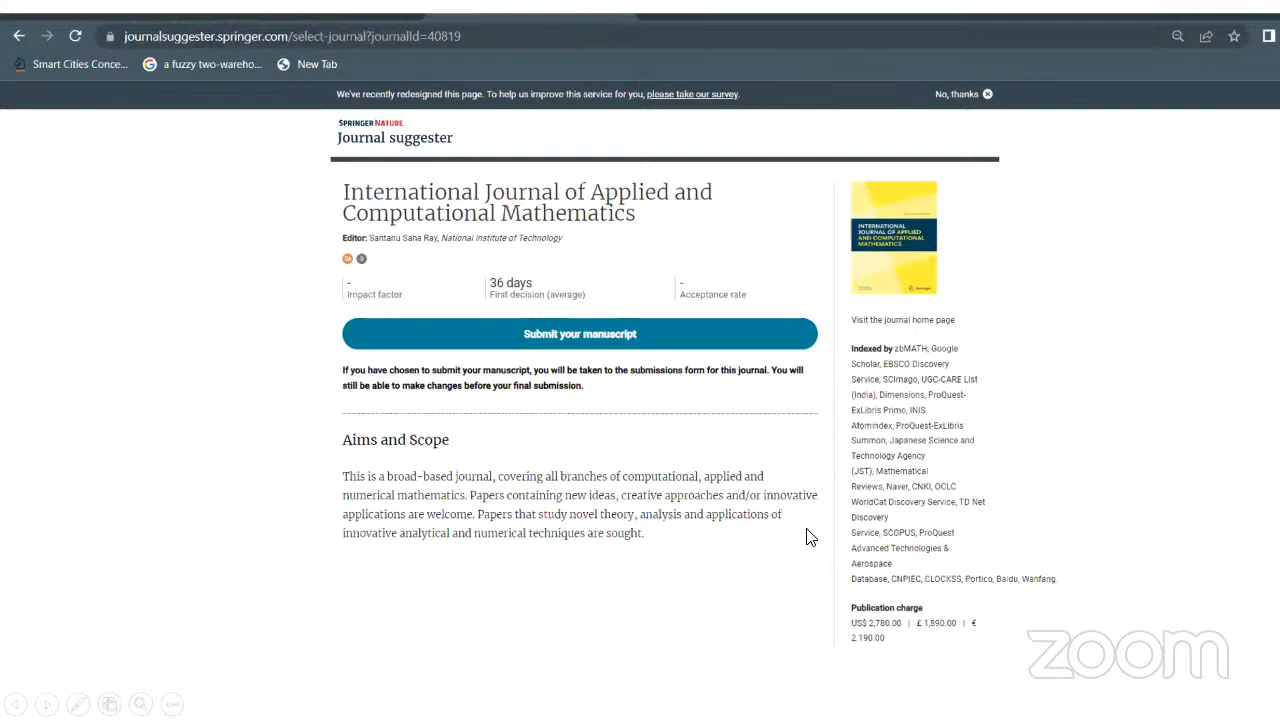 journalsuggester.springer.com/select-journal?journalId=40819
Smart Cities Conce... a fuzzy two-wareho... New Tab
We've recently redesigned this page. To help us improve this service for you, please take our survey. No, thanks
SPRINGER NATURE
Journal suggester
International Journal of Applied and
Computational Mathematics
Editor: Santanu Saha Ray, National Institute of Technology
OA S
- 36 days -
Impact factor First decision (average) Acceptance rate
Submit your manuscript
If you have chosen to submit your manuscript, you will be taken to the submissions form for this journal. You will
still be able to make changes before your final submission.
Aims and Scope
This is a broad-based journal, covering all branches of computational, applied and
numerical mathematics. Papers containing new ideas, creative approaches and/or innovative
applications are welcome. Papers that study novel theory, analysis and applications of
innovative analytical and numerical techniques are sought.
INTERNATIONAL
JOURNAL OF APPLIED
AND COMPUTATIONAL
MATHEMATICS
Springer
Visit the journal home page
Indexed by zbMATH, Google
Scholar, EBSCO Discovery
Service, SCImago, UGC-CARE List
(India), Dimensions, ProQuest-
ExLibris Primo, INIS
Atomindex, ProQuest-ExLibris
Summon, Japanese Science and
Technology Agency
(JST), Mathematical
Reviews, Naver, CNKI, OCLC
WorldCat Discovery Service, TD Net
Discovery
Service, SCOPUS, ProQuest
Advanced Technologies &
Aerospace
Database, CNPIEC, CLOCKSS, Portico, Baidu, Wanfang.
Publication charge
US$ 2,780.00 | £ 1,890.00 | €
2.190.00
zoom